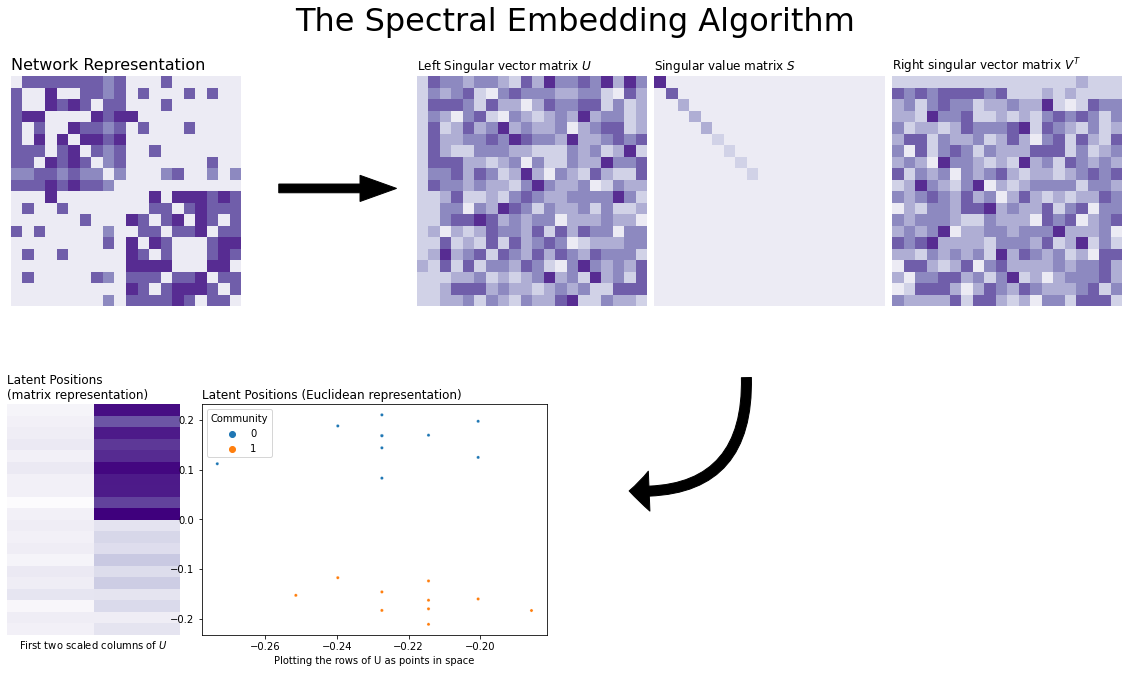 The Spectral Embedding Algorithm
Network Representation
Left Singular vector matrix U
Singular value matrix S
Right singular vector matrix V^T
Latent Positions
(matrix representation)
First two scaled columns of U
Latent Positions (Euclidean representation)
Community
0
1
0.2
0.1
0.0
−0.1
−0.2
−0.26
−0.24
−0.22
−0.20
Plotting the rows of U as points in space